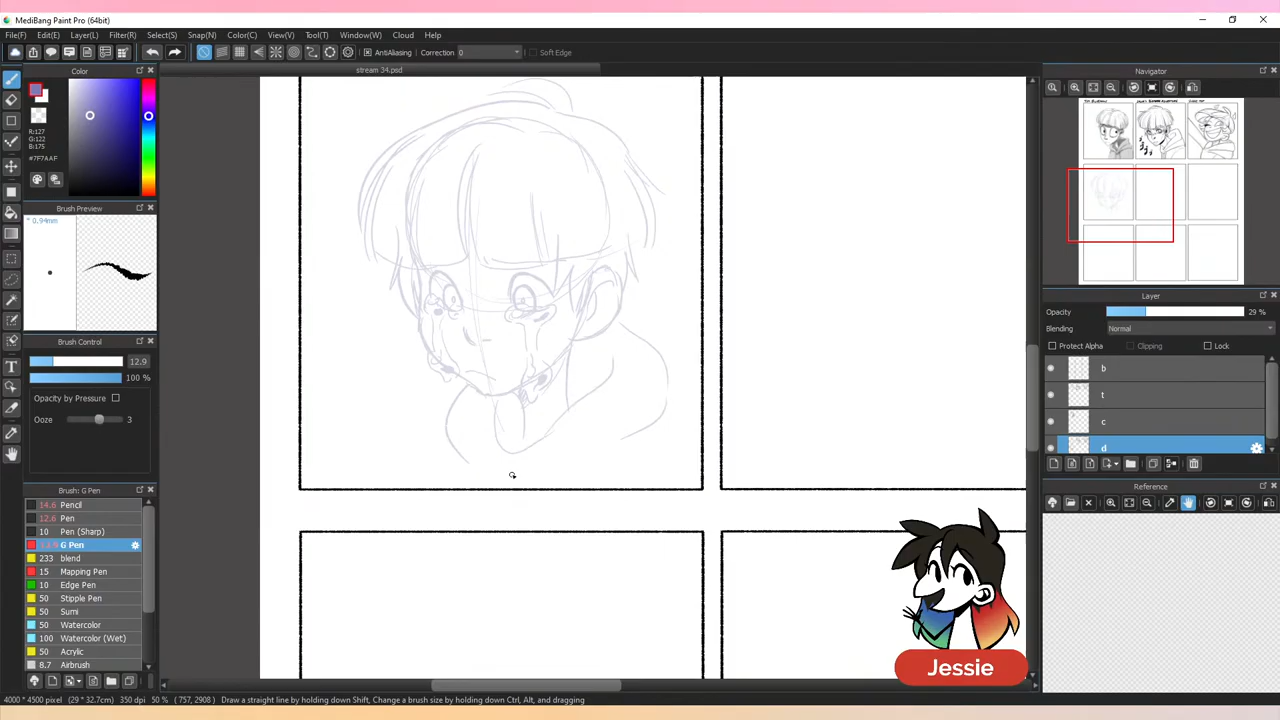 MediBang Paint Pro (64bit)
File(F) Edit(E) Layer(L) Filter(R) Select(S) Snap(N) Color(C) View(V) Tool(T) Window(W) Cloud Help
AntiAliasing Correction 0 Soft Edge
Color
stream 34.psd
Navigator
R:127
G:122
B:175
#7F7AAF
Brush Preview
* 0.94mm
Layer
Opacity 29 %
Blending Normal
Protect Alpha Clipping Lock
b
t
c
d
Brush Control
12.9
100 %
Opacity by Pressure
Ooze 3
Brush: G Pen
14.6 Pencil
12.6 Pen
10 Pen (Sharp)
G Pen
233 blend
15 Mapping Pen
10 Edge Pen
50 Stipple Pen
50 Sumi
50 Watercolor
100 Watercolor (Wet)
50 Acrylic
8.7 Airbrush
Reference
Jessie
4000 * 4500 pixel (29 * 32.7cm) 350 dpi 50 % ( 757, 2908 ) Draw a straight line by holding down Shift, Change a brush size by holding down Ctrl, Alt, and dragging